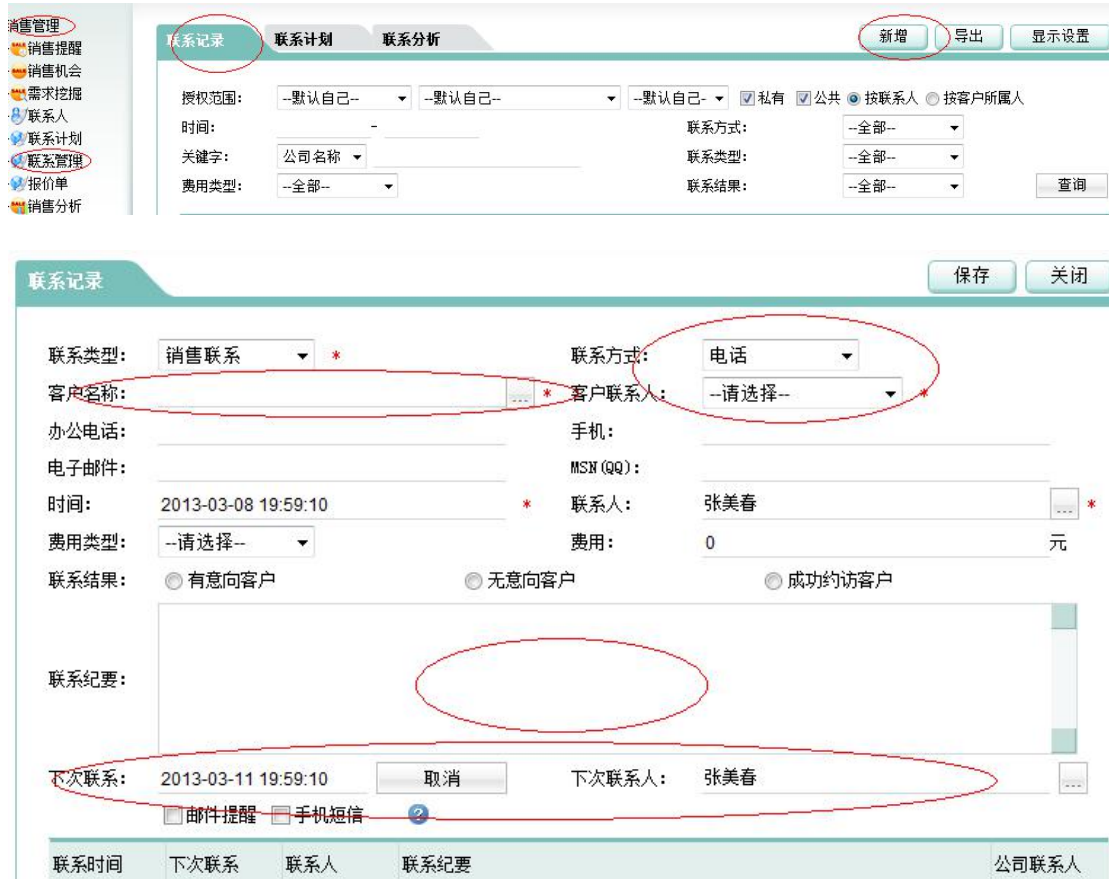 销售管理
销售提醒
销售机会
需求挖掘
联系人
联系计划
联系管理
报价单
销售分析
联系记录 联系计划 联系分析 新增 导出 显示设置
授权范围: --默认自己-- --默认自己-- --默认自己- 私有 公共 按联系人 按客户所属人
时间: - 联系方式: --全部--
关键字: 公司名称 联系类型: --全部--
费用类型: --全部-- 联系结果: --全部-- 查询
联系记录 保存 关闭
联系类型: 销售联系 * 联系方式: 电话
客户名称: ... * 客户联系人: --请选择-- *
办公电话: 手机:
电子邮件: MSN(QQ):
时间: 2013-03-08 19:59:10 * 联系人: 张美春 ... *
费用类型: --请选择-- 费用: 0 元
联系结果: 有意向客户 无意向客户 成功约访客户
联系纪要:
下次联系: 2013-03-11 19:59:10 取消 下次联系人: 张美春 ...
邮件提醒 手机短信 ?
联系时间 下次联系 联系人 联系纪要 公司联系人